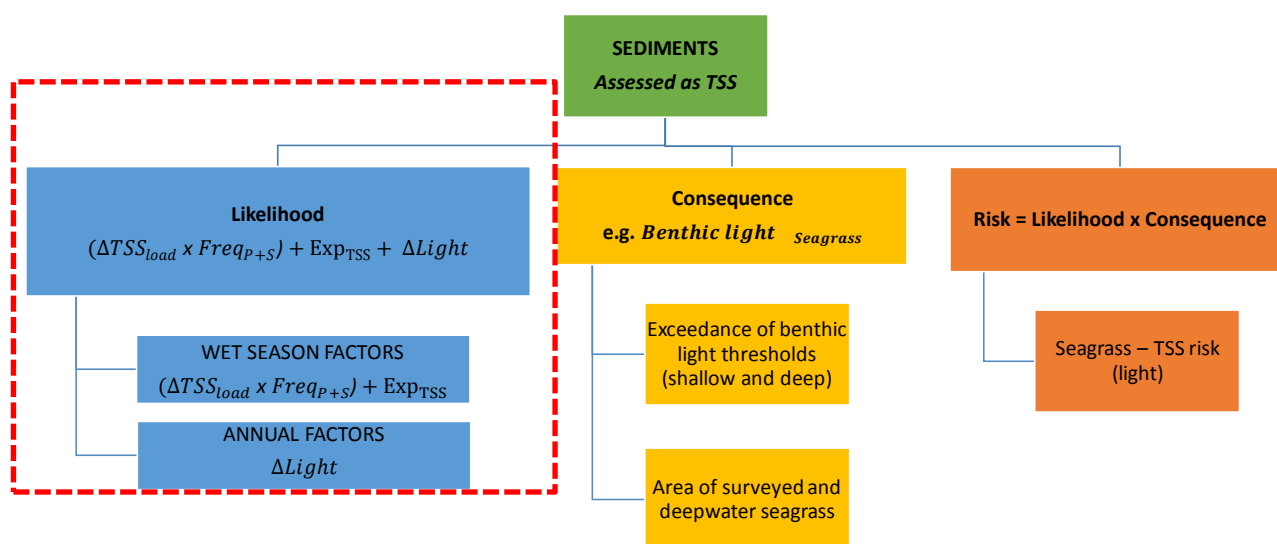 SEDIMENTS
Assessed as TSS
Likelihood
(ΔTSS_load x Freq_P+S) + Exp_TSS + ΔLight
WET SEASON FACTORS
(ΔTSS_load x Freq_P+S) + Exp_TSS
ANNUAL FACTORS
ΔLight
Consequence
e.g. Benthic light Seagrass
Exceedance of benthic
light thresholds
(shallow and deep)
Area of surveyed and
deepwater seagrass
Risk = Likelihood x Consequence
Seagrass – TSS risk
(light)